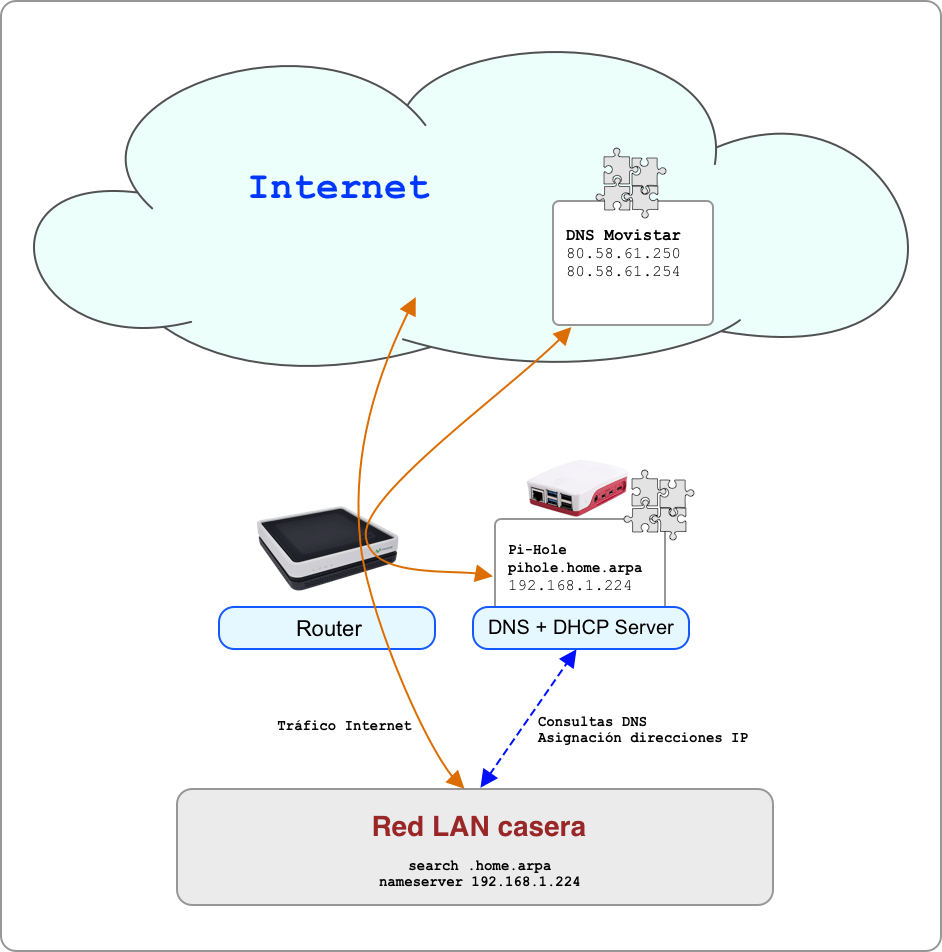 Internet
DNS Movistar
80.58.61.250
80.58.61.254
Pi-Hole
pihole.home.arpa
192.168.1.224
Router
DNS + DHCP Server
Tráfico Internet
Consultas DNS
Asignación direcciones IP
Red LAN casera
search .home.arpa
nameserver 192.168.1.224